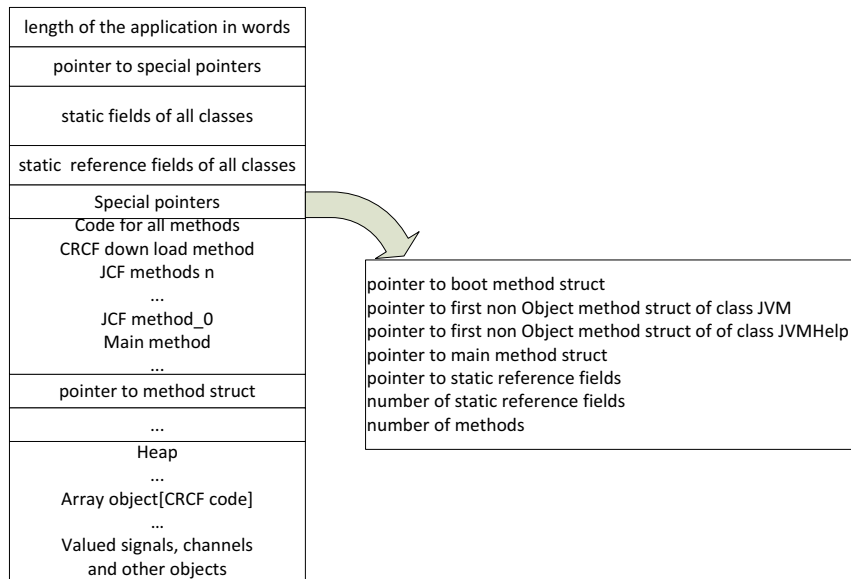 length of the application in words
pointer to special pointers
static fields of all classes
static reference fields of all classes
Special pointers
Code for all methods
CRCF down load method
JCF methods n
...
JCF method_0
Main method
...
pointer to method struct
...
Heap
...
Array object[CRCF code]
...
Valued signals, channels
and other objects
pointer to boot method struct
pointer to first non Object method struct of class JVM
pointer to first non Object method struct of of class JVMHelp
pointer to main method struct
pointer to static reference fields
number of static reference fields
number of methods